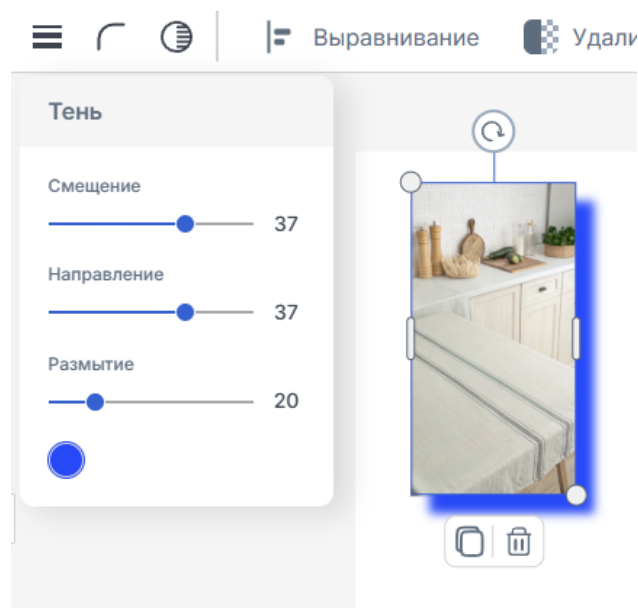 Выравнивание
Удали
Тень
Смещение
37
Направление
37
Размытие
20